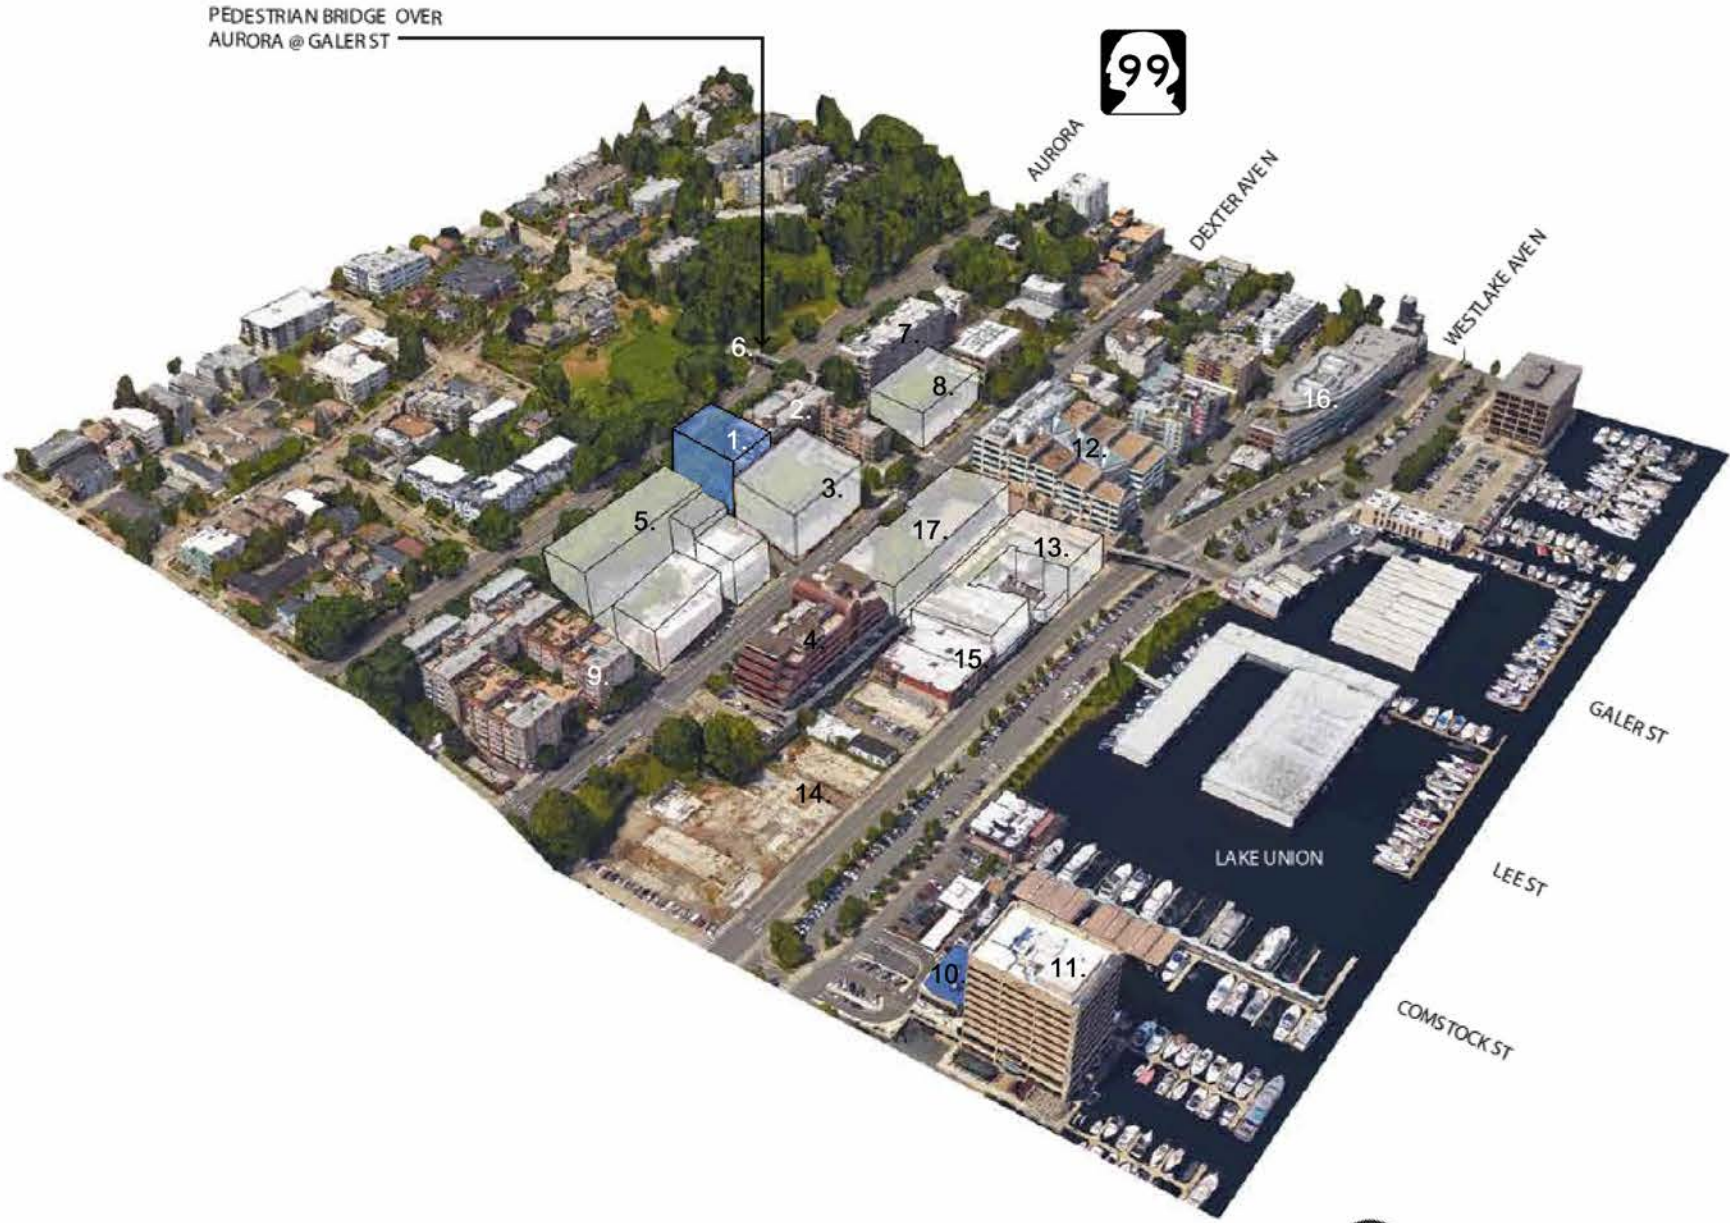 PEDESTRIAN BRIDGE OVER
AURORA @ GALER ST
99
AURORA
DEXTER AVE N
WESTLAKE AVE N
6.
7.
8.
1.
2.
3.
16.
12.
5.
17.
13.
4.
15.
9.
14.
GALER ST
LAKE UNION
LEE ST
10.
11.
COMSTOCK ST